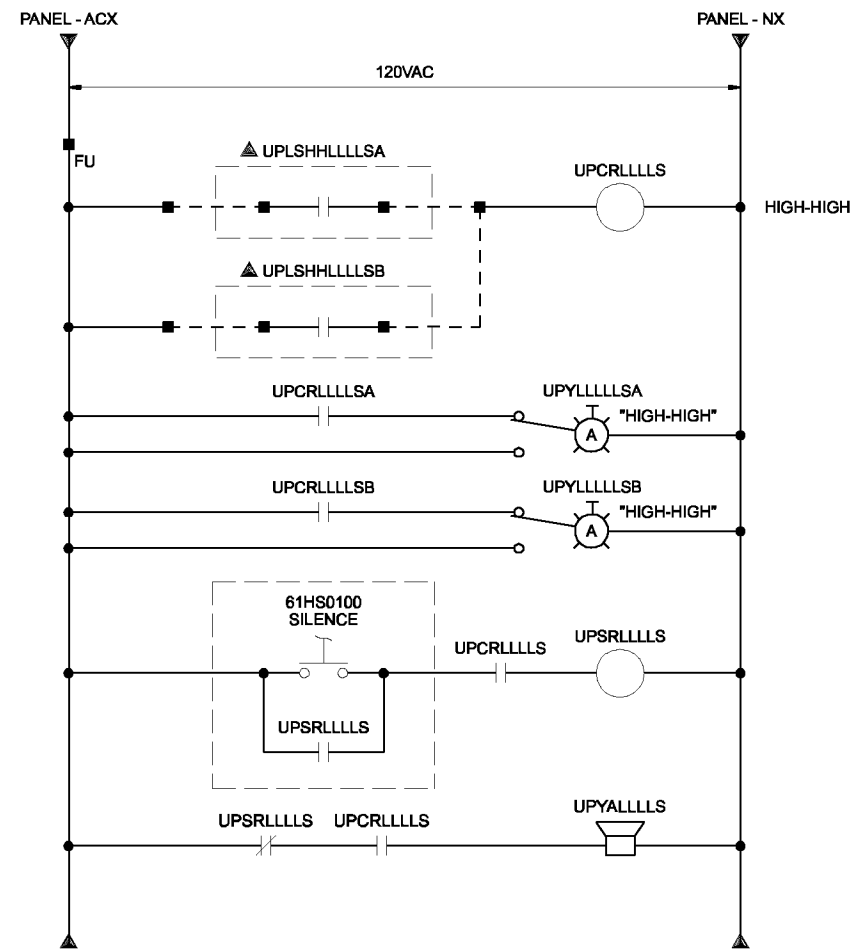 PANEL - ACX
PANEL - NX
120VAC
FU
UPLSHHLLLLSA
UPCRLLLLS
HIGH-HIGH
UPLSHHLLLLSB
UPCRLLLLSA
UPYLLLLLSA
"HIGH-HIGH"
A
UPCRLLLLSB
UPYLLLLLSB
"HIGH-HIGH"
A
61HS0100
SILENCE
UPCRLLLLS
UPSRLLLLS
UPSRLLLLS
UPSRLLLLS
UPCRLLLLS
UPYALLLLS